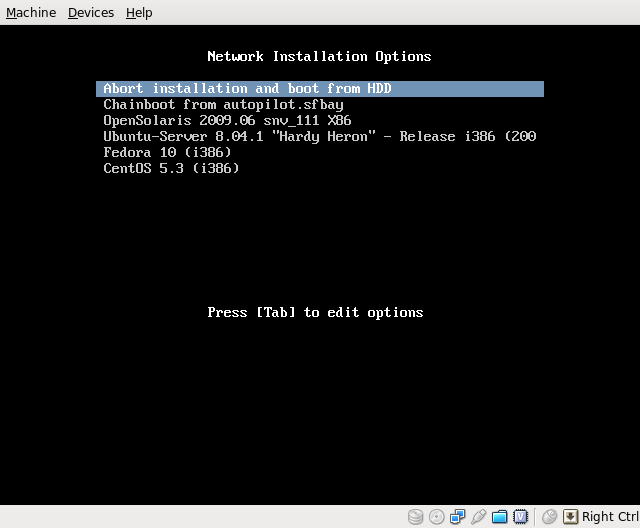 Machine Devices Help
Network Installation Options
Abort installation and boot from HDD
Chainboot from autopilot.sfbay
OpenSolaris 2009.06 snv_111 X86
Ubuntu-Server 8.04.1 "Hardy Heron" - Release i386 (200
Fedora 10 (i386)
CentOS 5.3 (i386)
Press [Tab] to edit options
Right Ctrl